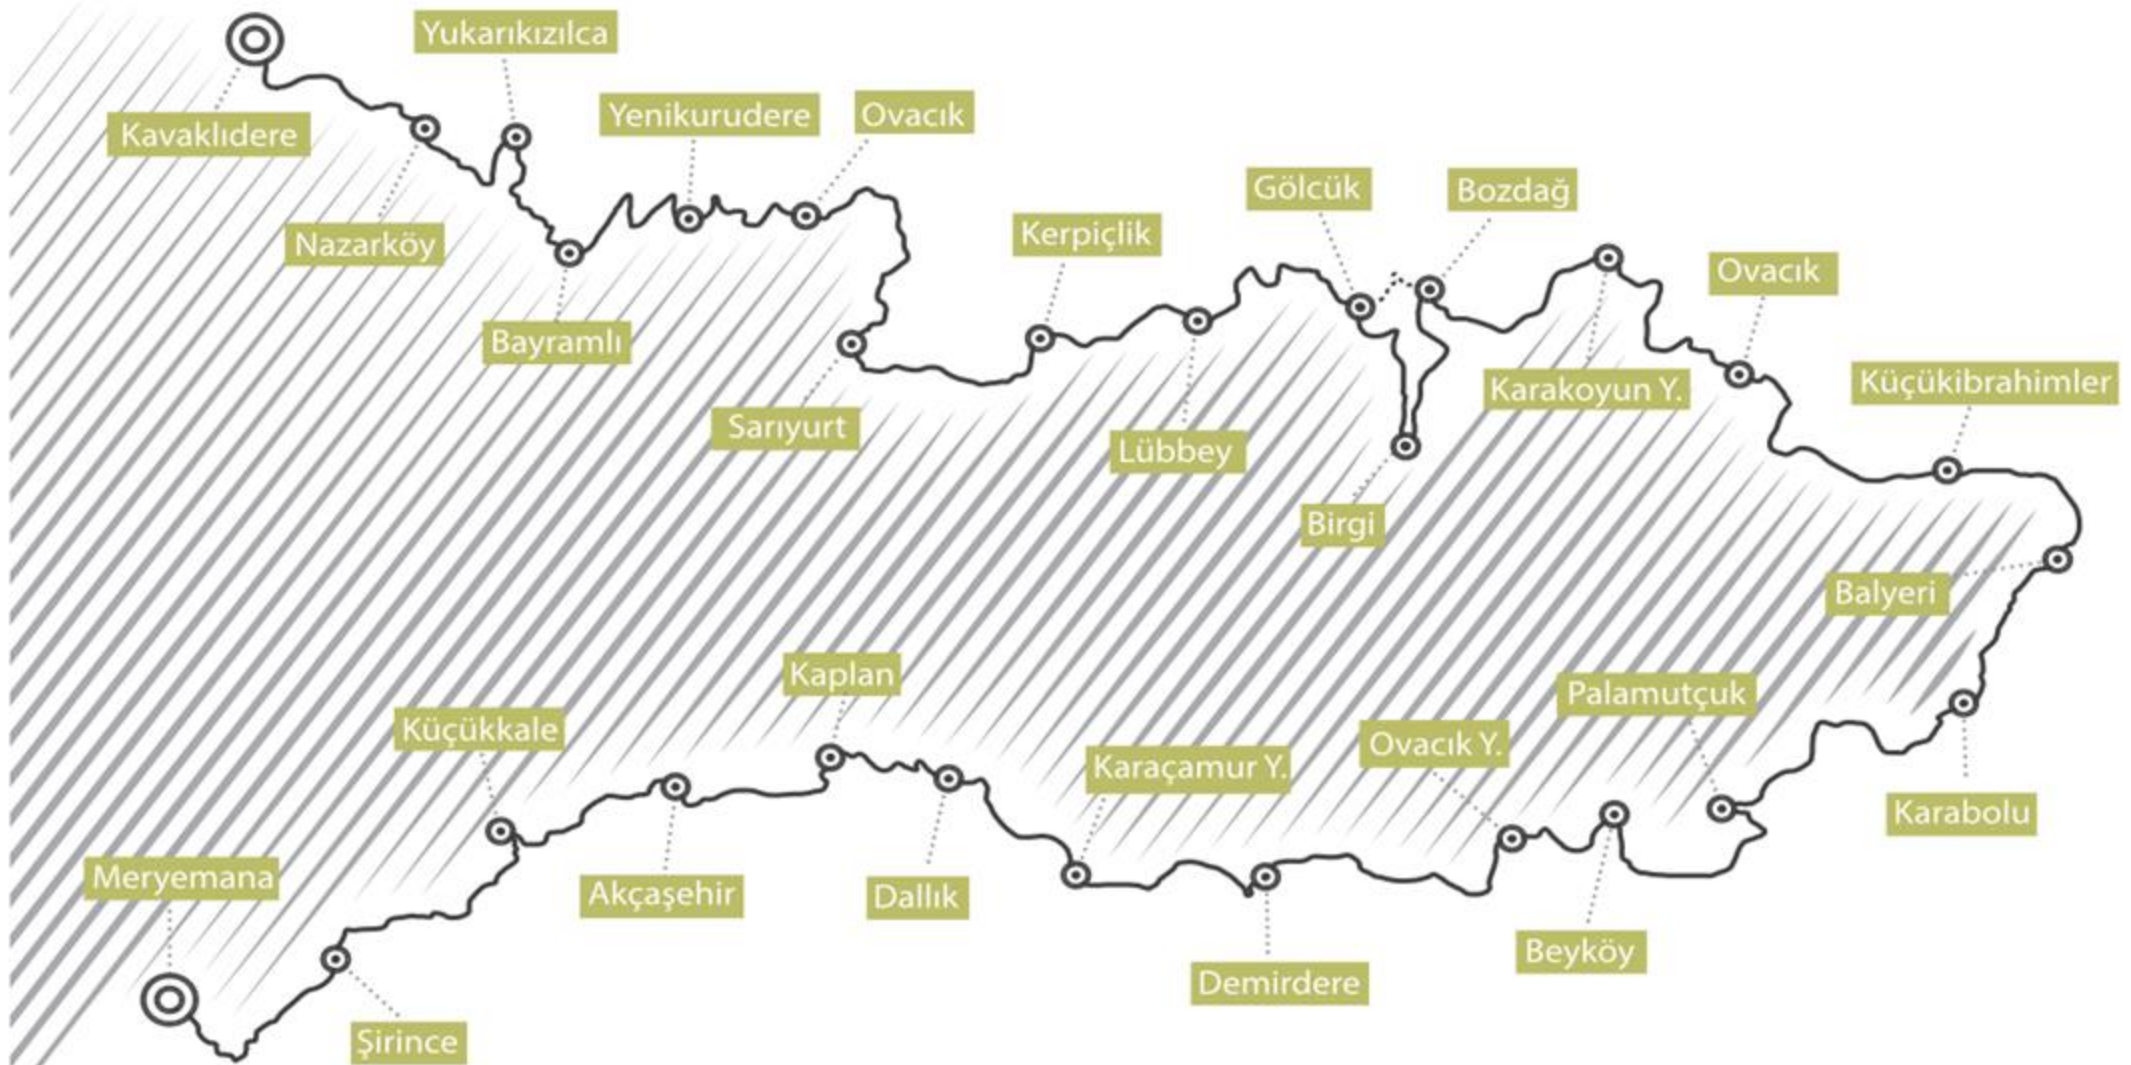 Yukarıkızılca
Kavaklıdere
Yenikurudere
Ovacık
Nazarköy
Gölcük
Bozdağ
Kerpiçlik
Bayramlı
Ovacık
Sarıyurt
Karakoyun Y.
Küçükibrahimler
Lübbey
Birgi
Balyeri
Kaplan
Palamutçuk
Küçükkale
Ovacık Y.
Karaçamur Y.
Karabolu
Meryemana
Akçaşehir
Dallık
Beyköy
Demirdere
Şirince